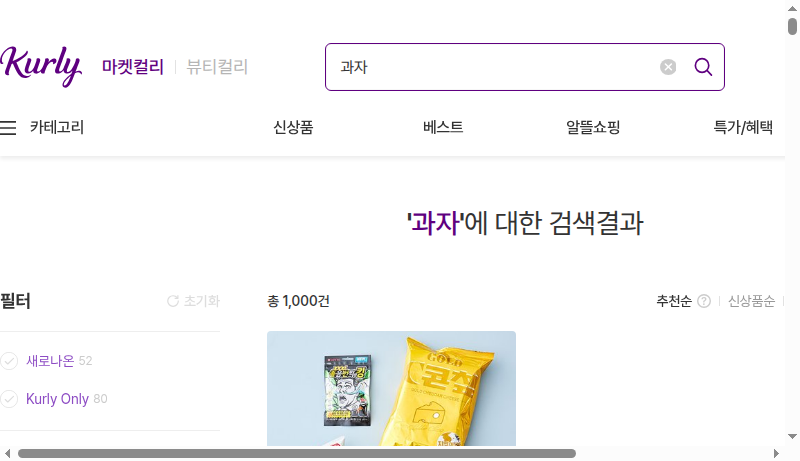 Kurly 마켓컬리 뷰티컬리 과자
카테고리 신상품 베스트 알뜰쇼핑 특가/혜택
'과자'에 대한 검색결과
필터 초기화 총 1,000건 추천순 ? 신상품순
새로나온 52
Kurly Only 80
GOLD
콘칩